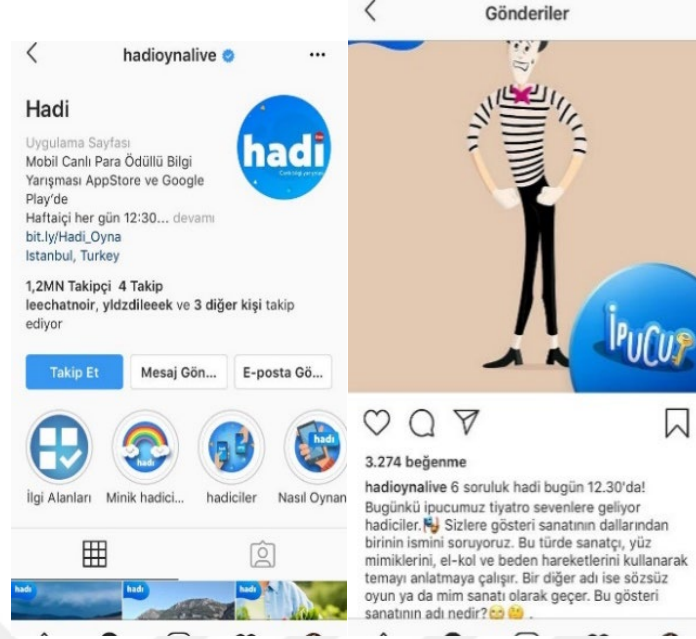 hadioynalive
Hadi
Uygulama Sayfası
Mobil Canlı Para Ödüllü Bilgi
Yarışması AppStore ve Google
Play'de
Haftaiçi her gün 12:30... devamı
bit.ly/Hadi_Oyna
Istanbul, Turkey
hadi
1,2MN Takipçi 4 Takip
leechatnoir, yldzdileeek ve 3 diğer kişi takip
ediyor
Takip Et
Mesaj Gön...
E-posta Gö...
hadi
hadi
İlgi Alanları
Minik hadici...
hadiciler
Nasıl Oynan
hadi
hadi
hadi
Gönderiler
İPUCU
3.274 beğenme
hadioynalive 6 soruluk hadi bugün 12.30'da!
Bugünkü ipucumuz tiyatro sevenlere geliyor
hadiciler. Sizlere gösteri sanatının dallarından
birinin ismini soruyoruz. Bu türde sanatçı, yüz
mimiklerini, el-kol ve beden hareketlerini kullanarak
temayı anlatmaya çalışır. Bir diğer adı ise sözsüz
oyun ya da mim sanatı olarak geçer. Bu gösteri
sanatının adı nedir? .